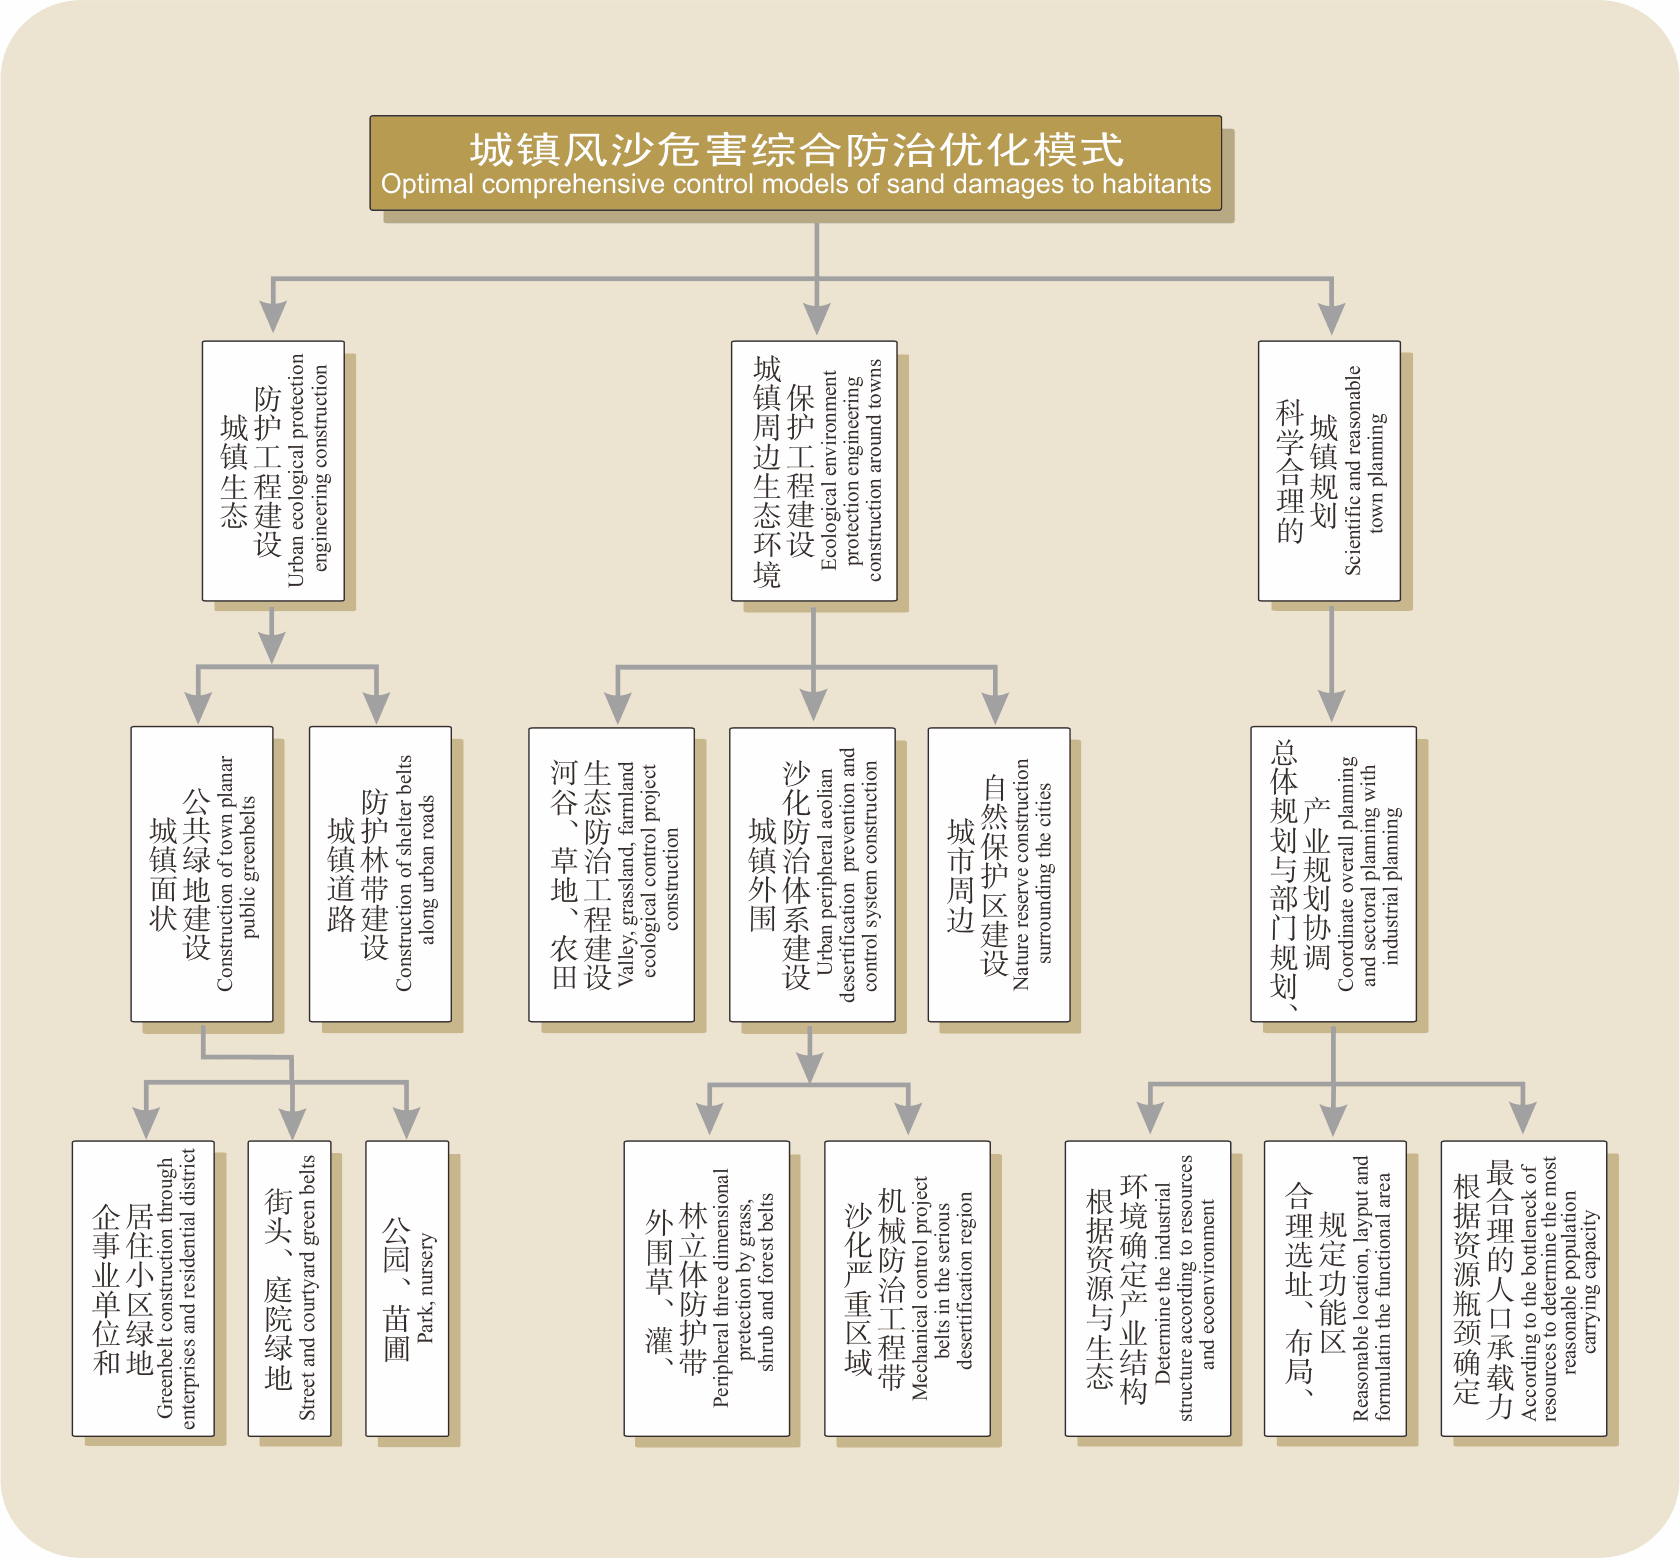 城镇风沙危害综合防治优化模式
Optimal comprehensive control models of sand damages to habitants
城镇生态
防护工程建设
Urban ecological protection
engineering construction
城镇周边生态环境
保护工程建设
Ecological environment
protection engineering
construction around towns
科学合理的
城镇规划
Scientific and reasonable
town planning
城镇面状
公共绿地建设
Construction of town planar
public greenbelts
城镇道路
防护林带建设
Construction of shelter belts
along urban roads
河谷、草地、农田
生态防治工程建设
Valley, grassland, farmland
ecological control project
construction
城镇外围
沙化防治体系建设
Urban peripheral aeolian
desertification prevention and
control system construction
城市周边
自然保护区建设
Nature reserve construction
surrounding the cities
总体规划与部门规划、
产业规划协调
Coordinate overall planning
and sectoral planning with
industrial planning
企事业单位和
居住小区绿地
Greenbelt construction through
enterprises and residential district
街头、庭院绿地
Street and courtyard green belts
公园、苗圃
Park, nursery
外围草、灌、
林立体防护带
Peripheral three dimensional
pretection by grass,
shrub and forest belts
沙化严重区域
机械防治工程带
Mechanical control project
belts in the serious
desertification region
根据资源与生态
环境确定产业结构
Determine the industrial
structure according to resources
and ecoenvironment
合理选址、布局、
规定功能区
Reasonable location, layput and
formulatin the functional area
根据资源瓶颈确定
最合理的人口承载力
According to the bottleneck of
resources to determine the most
reasonable population
carrying capacity